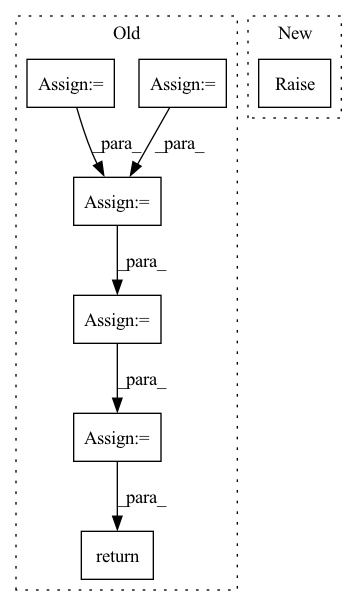 Old
New
Assign:=
Assign:=
Raise
_para_
_para_
Assign:=
_para_
Assign:=
_para_
Assign:=
_para_
return